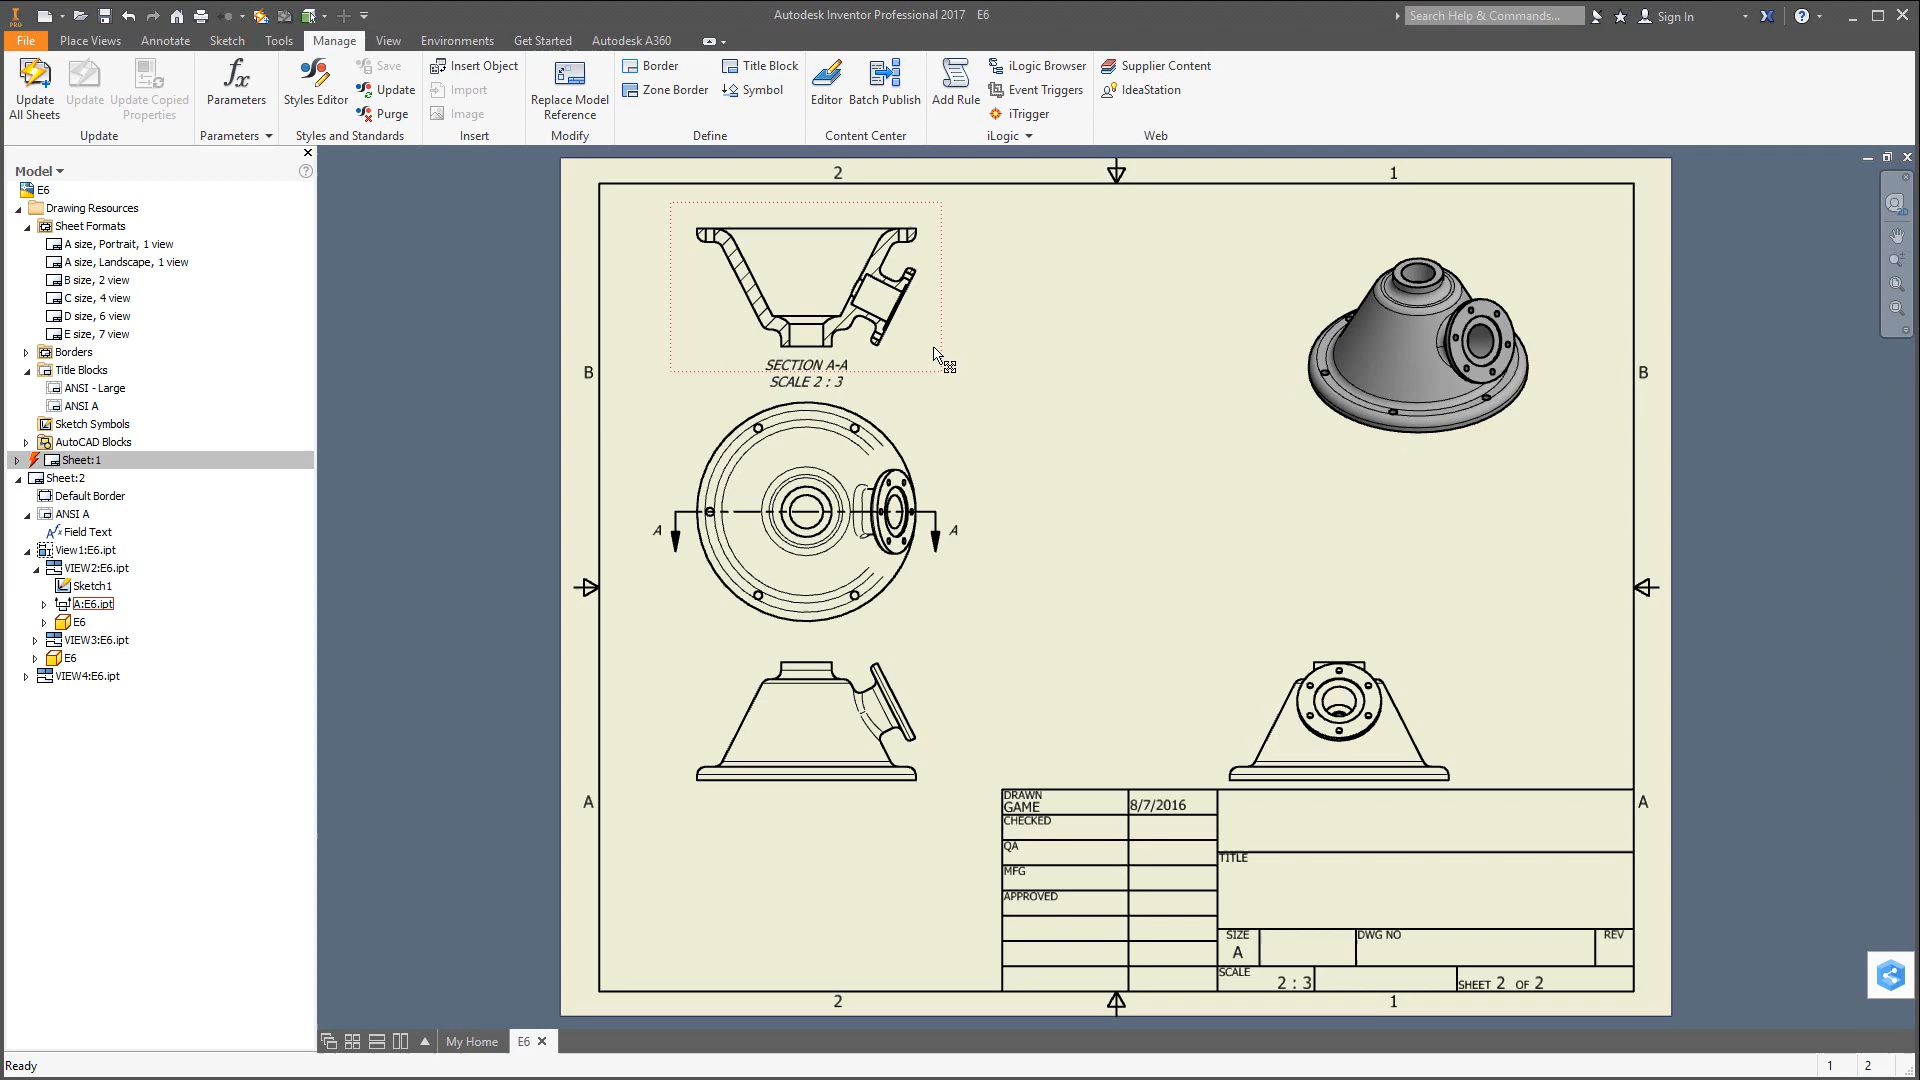 PRO
Autodesk Inventor Professional 2017 E6
Search Help & Commands...
Sign In
File Place Views Annotate Sketch Tools Manage View Environments Get Started Autodesk A360
Update All Sheets
Update
Update Copied Properties
Update
fx
Parameters
Parameters
Styles Editor
Save
Update
Purge
Styles and Standards
Insert Object
Import
Image
Insert
Replace Model Reference
Modify
Border
Zone Border
Title Block
Symbol
Define
Editor
Batch Publish
Content Center
Add Rule
iLogic Browser
Event Triggers
iTrigger
iLogic
Supplier Content
IdeaStation
Web
Model
E6
Drawing Resources
Sheet Formats
A size, Portrait, 1 view
A size, Landscape, 1 view
B size, 2 view
C size, 4 view
D size, 6 view
E size, 7 view
Borders
Title Blocks
ANSI - Large
ANSI A
Sketch Symbols
AutoCAD Blocks
Sheet:1
Sheet:2
Default Border
ANSI A
Field Text
View1:E6.ipt
VIEW2:E6.ipt
Sketch1
A:E6.ipt
E6
VIEW3:E6.ipt
E6
VIEW4:E6.ipt
2 1
SECTION A-A
SCALE 2 : 3
B B
A A
A A
DRAWN
GAME
8/7/2016
CHECKED
QA
MFG
APPROVED
TITLE
SIZE
A
DWG NO
REV
SCALE
2 : 3
SHEET 2 OF 2
2 1
2D
My Home
E6
Ready
1 2